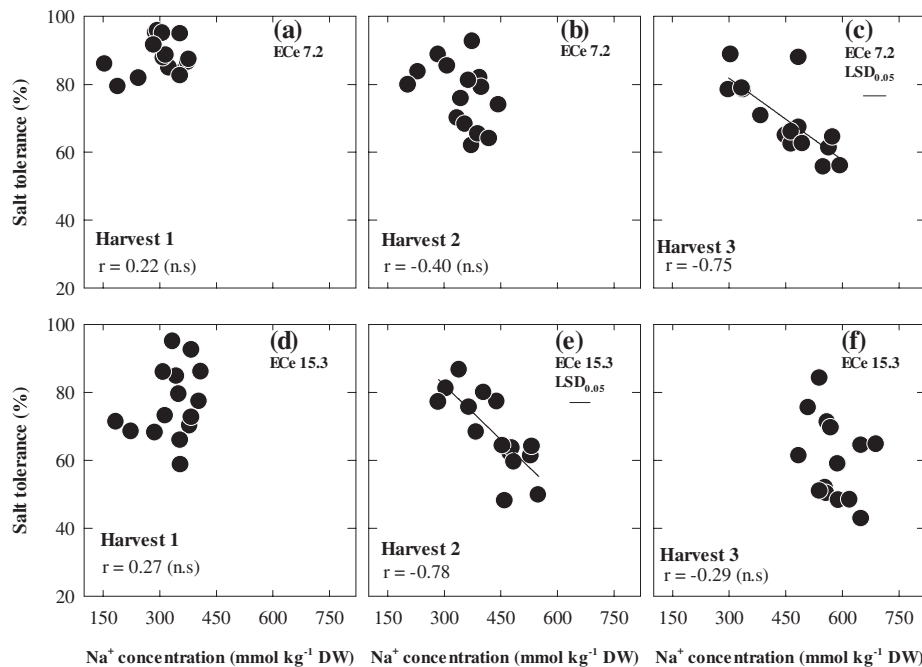 100
80
60
40
20
Salt tolerance (%)
(a)
ECe 7.2
Harvest 1
r = 0.22 (n.s)
(b)
ECe 7.2
Harvest 2
r = -0.40 (n.s)
(c)
ECe 7.2
LSD0.05
Harvest 3
r = -0.75
100
80
60
40
20
Salt tolerance (%)
(d)
ECe 15.3
Harvest 1
r = 0.27 (n.s)
(e)
ECe 15.3
LSD0.05
Harvest 2
r = -0.78
(f)
ECe 15.3
Harvest 3
r = -0.29 (n.s)
150 300 450 600 750 150 300 450 600 750 150 300 450 600 750
Na+ concentration (mmol kg-1 DW) Na+ concentration (mmol kg-1 DW) Na+ concentration (mmol kg-1 DW)